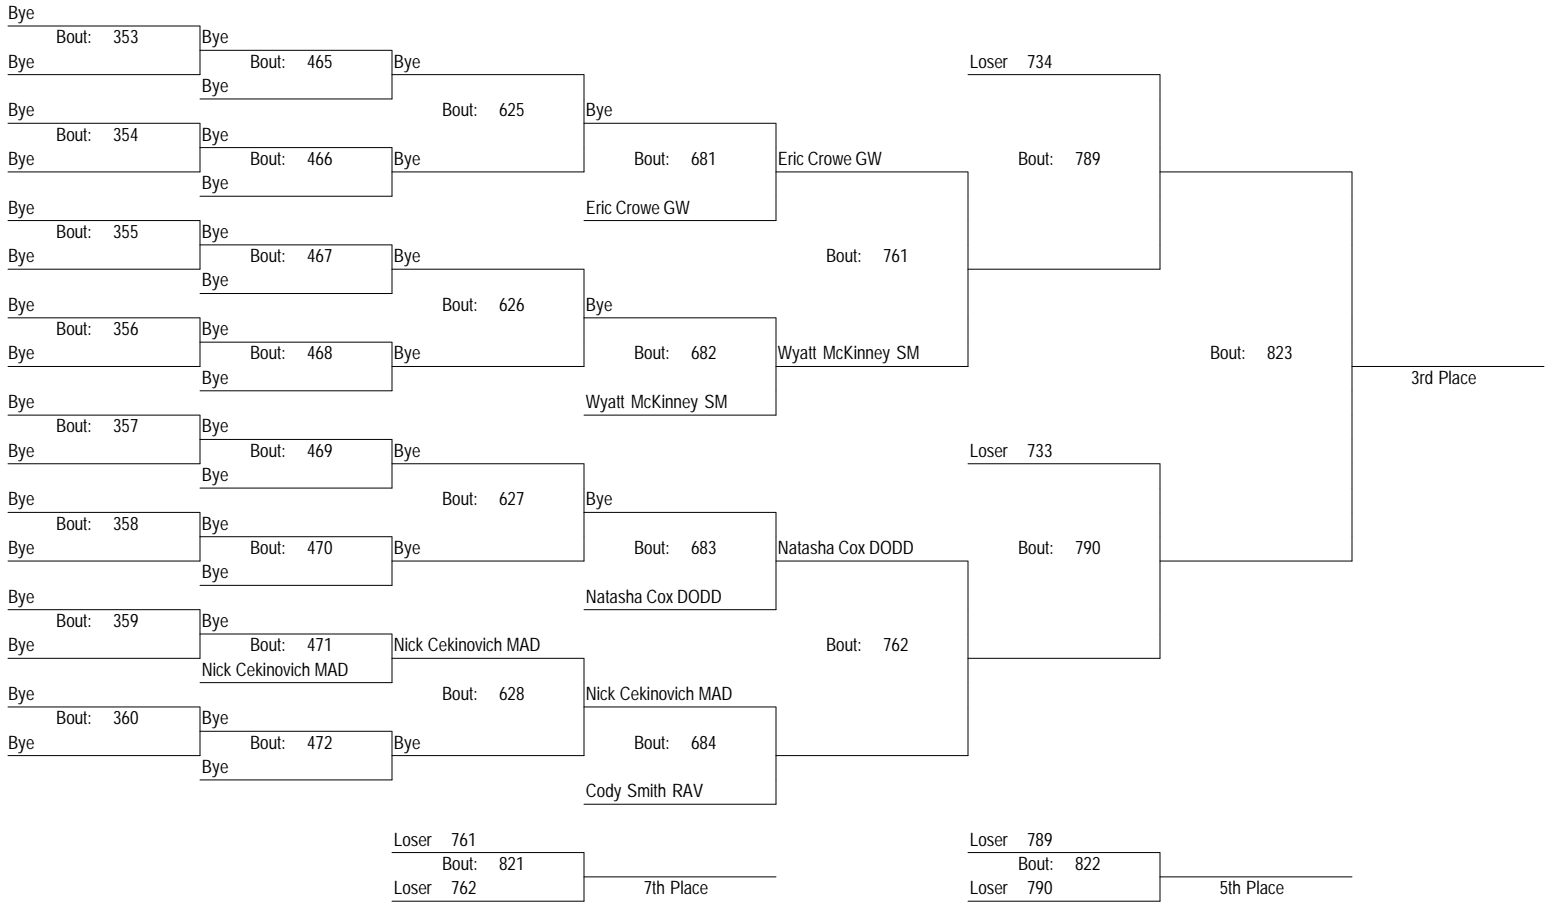 Bye
Bout: 353 Bye
Bye Bout: 465 Bye Loser 734
Bye
Bye Bout: 625 Bye
Bout: 354 Bye
Bye Bout: 466 Bye Bout: 681 Eric Crowe GW Bout: 789
Bye
Bye Eric Crowe GW
Bout: 355 Bye
Bye Bout: 467 Bye Bout: 761
Bye
Bye Bout: 626 Bye
Bout: 356 Bye
Bye Bout: 468 Bye Bout: 682 Wyatt McKinney SM Bout: 823
Bye 3rd Place
Bye Wyatt McKinney SM
Bout: 357 Bye
Bye Bout: 469 Bye Loser 733
Bye
Bye Bout: 627 Bye
Bout: 358 Bye
Bye Bout: 470 Bye Bout: 683 Natasha Cox DODD Bout: 790
Bye
Bye Natasha Cox DODD
Bout: 359 Bye
Bye Bout: 471 Nick Cekinovich MAD Bout: 762
Nick Cekinovich MAD
Bye Bout: 628 Nick Cekinovich MAD
Bout: 360 Bye
Bye Bout: 472 Bye Bout: 684
Bye
Cody Smith RAV
Loser 761 Loser 789
Bout: 821 Bout: 822
Loser 762 7th Place Loser 790 5th Place